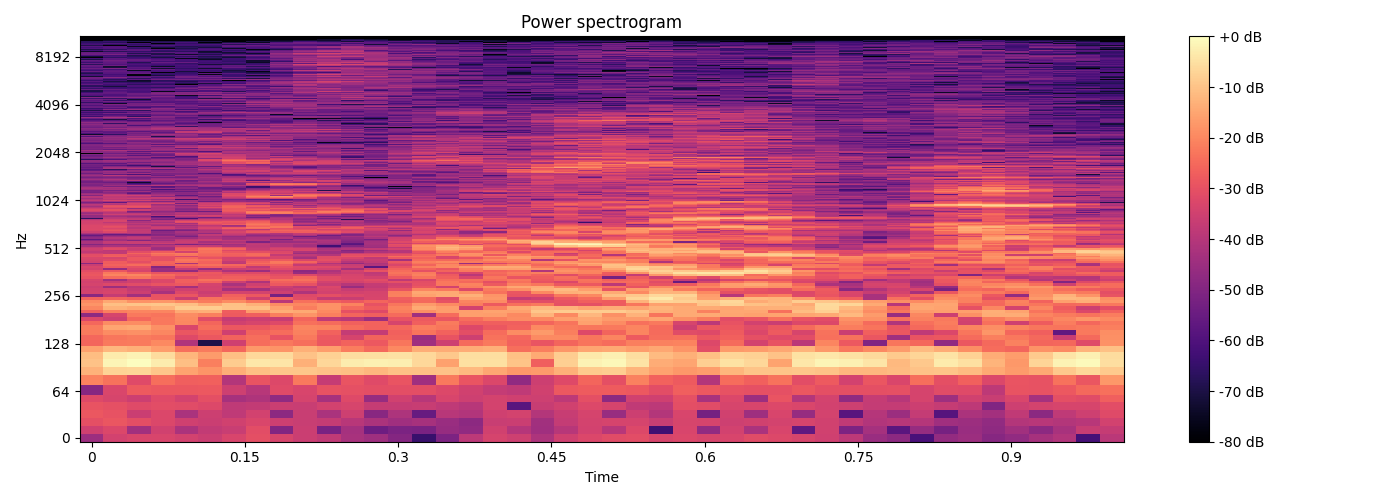 Power spectrogram
Hz
8192
4096
2048
1024
512
256
128
64
0
0 0.15 0.3 0.45 0.6 0.75 0.9
Time
+0 dB
-10 dB
-20 dB
-30 dB
-40 dB
-50 dB
-60 dB
-70 dB
-80 dB